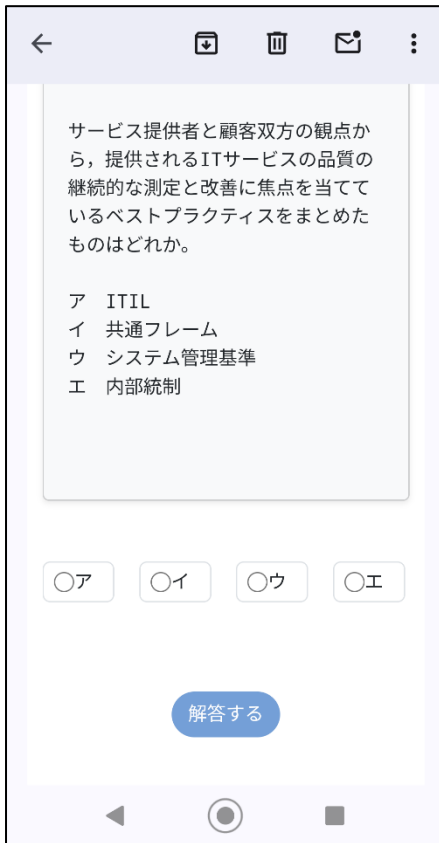 サービス提供者と顧客双方の観点か
ら，提供されるITサービスの品質の
継続的な測定と改善に焦点を当てて
いるベストプラクティスをまとめた
ものはどれか。
ア　ITIL
イ　共通フレーム
ウ　システム管理基準
エ　内部統制
ア　イ　ウ　エ
解答する